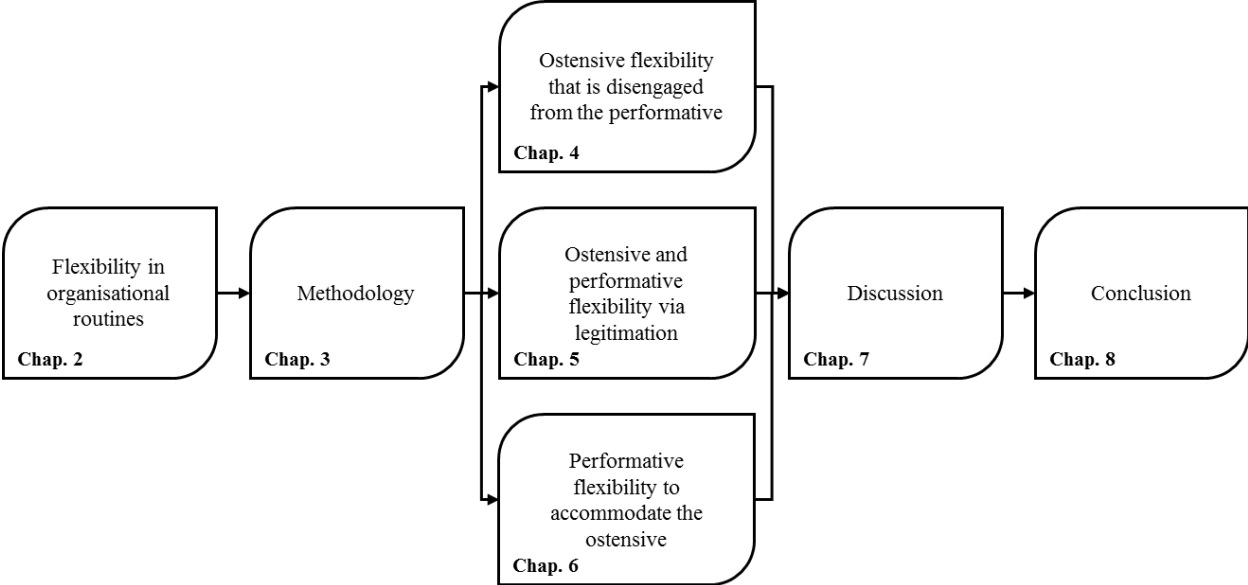 Flexibility in
organisational
routines
Chap. 2
Methodology
Chap. 3
Ostensive flexibility
that is disengaged
from the performative
Chap. 4
Ostensive and
performative
flexibility via
legitimation
Chap. 5
Performative
flexibility to
accommodate the
ostensive
Chap. 6
Discussion
Chap. 7
Conclusion
Chap. 8